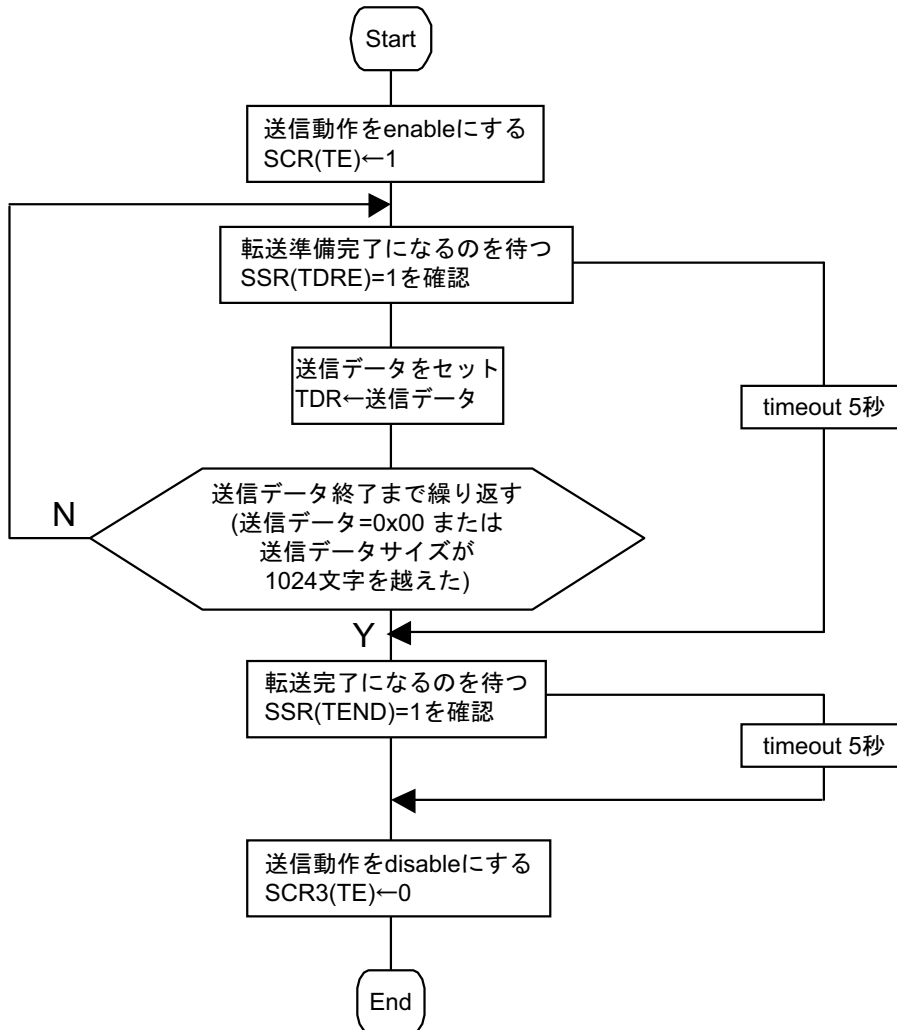 Start
送信動作をenableにする
SCR(TE)←1
転送準備完了になるのを待つ
SSR(TDRE)=1を確認
送信データをセット
TDR←送信データ
timeout 5秒
送信データ終了まで繰り返す
(送信データ=0x00 または
送信データサイズが
1024文字を越えた)
N
Y
転送完了になるのを待つ
SSR(TEND)=1を確認
timeout 5秒
送信動作をdisableにする
SCR3(TE)←0
End